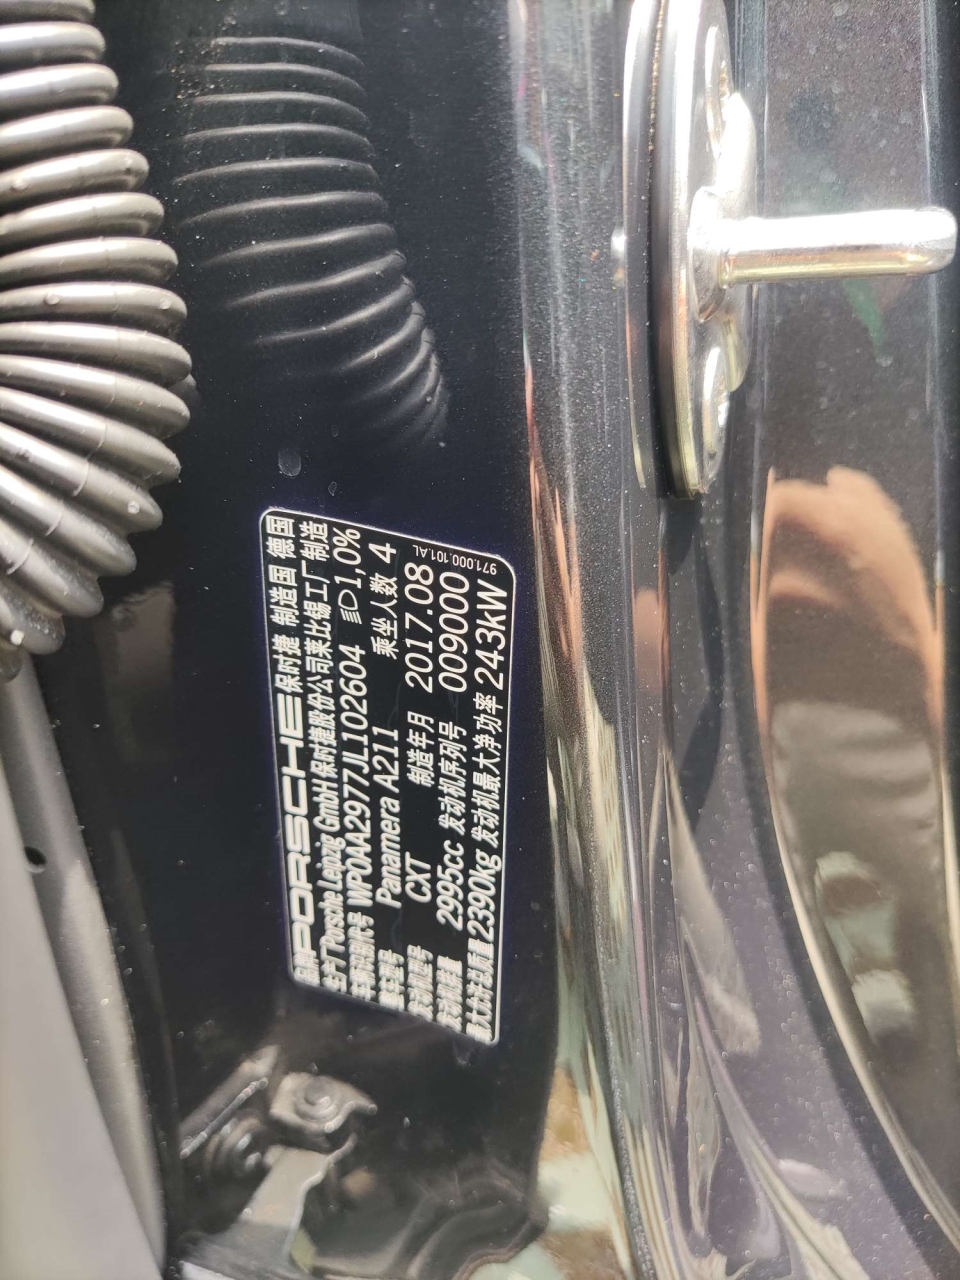 品牌 PORSCHE 保时捷 制造国 德国
生产厂 Porsche Leipzig GmbH 保时捷股份公司莱比锡工厂制造
车辆识别代号 WP0AA2977JL102604 1,0%
整车型号 Panamera A211 乘坐人数 4
发动机型号 CXT 制造年月 2017.08
发动机排量 2995cc 发动机序列号 009000
最大允许总质量 2390kg 发动机最大净功率 243kW
971.000.101.AL